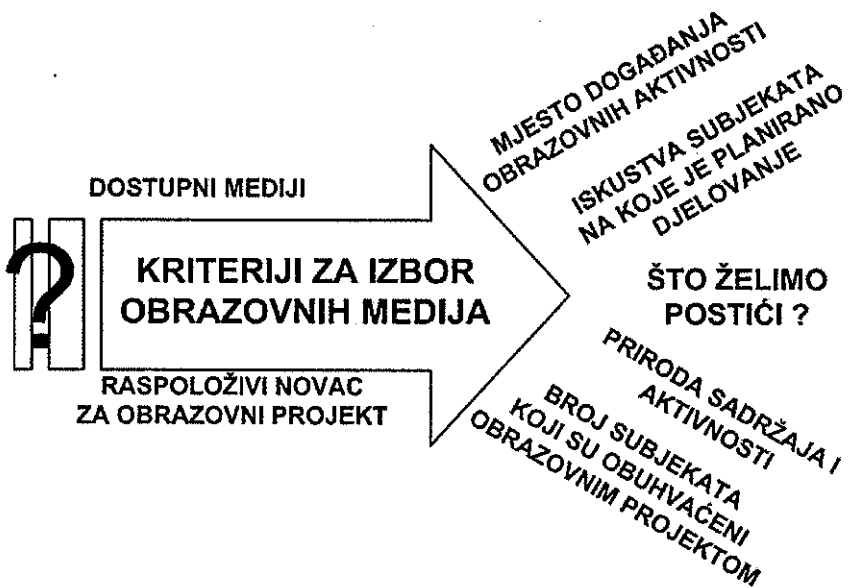 MJESTO DOGAĐANJA
OBRAZOVNIH AKTIVNOSTI
ISKUSTVA SUBJEKATA
NA KOJE JE PLANIRANO
DJELOVANJE
DOSTUPNI MEDIJI
?
KRITERIJI ZA IZBOR
OBRAZOVNIH MEDIJA
ŠTO ŽELIMO
POSTIĆI ?
RASPOLOŽIVI NOVAC
ZA OBRAZOVNI PROJEKT
PRIRODA SADRŽAJA I
AKTIVNOSTI
BROJ SUBJEKATA
KOJI SU OBUHVAĆENI
OBRAZOVNIM PROJEKTOM